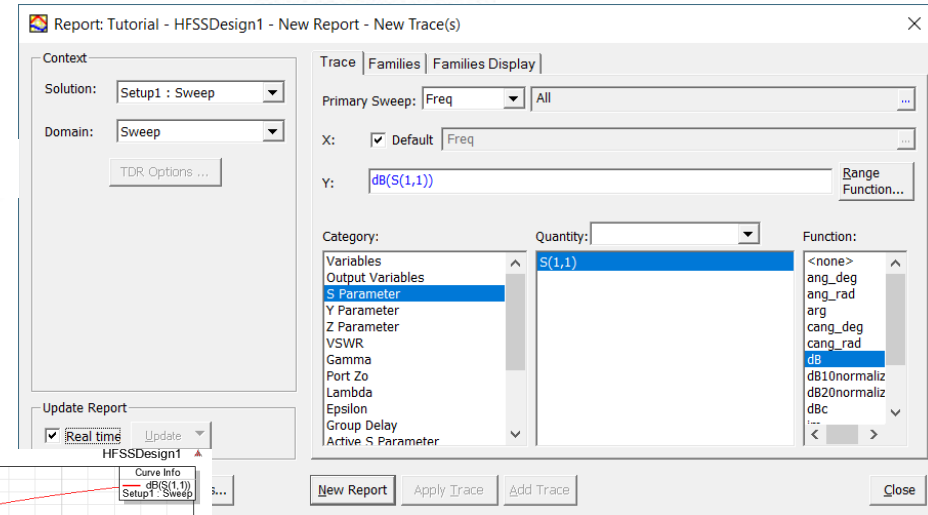 Report: Tutorial - HFSSDesign1 - New Report - New Trace(s)
Context
Solution: Setup1 : Sweep
Domain: Sweep
TDR Options ...
Update Report
Real time Update
Trace Families Families Display
Primary Sweep: Freq All ...
X: Default Freq ...
Y: dB(S(1,1)) Range
Function...
Category: Quantity: Function:
Variables
Output Variables
S Parameter
Y Parameter
Z Parameter
VSWR
Gamma
Port Zo
Lambda
Epsilon
Group Delay
Active S Parameter
S(1,1)
<none>
ang_deg
ang_rad
arg
cang_deg
cang_rad
dB
dB10normaliz
dB20normaliz
dBc
HFSSDesign1
Curve Info
dB(S(1,1))
Setup1 : Sweep
s...
New Report Apply Trace Add Trace Close